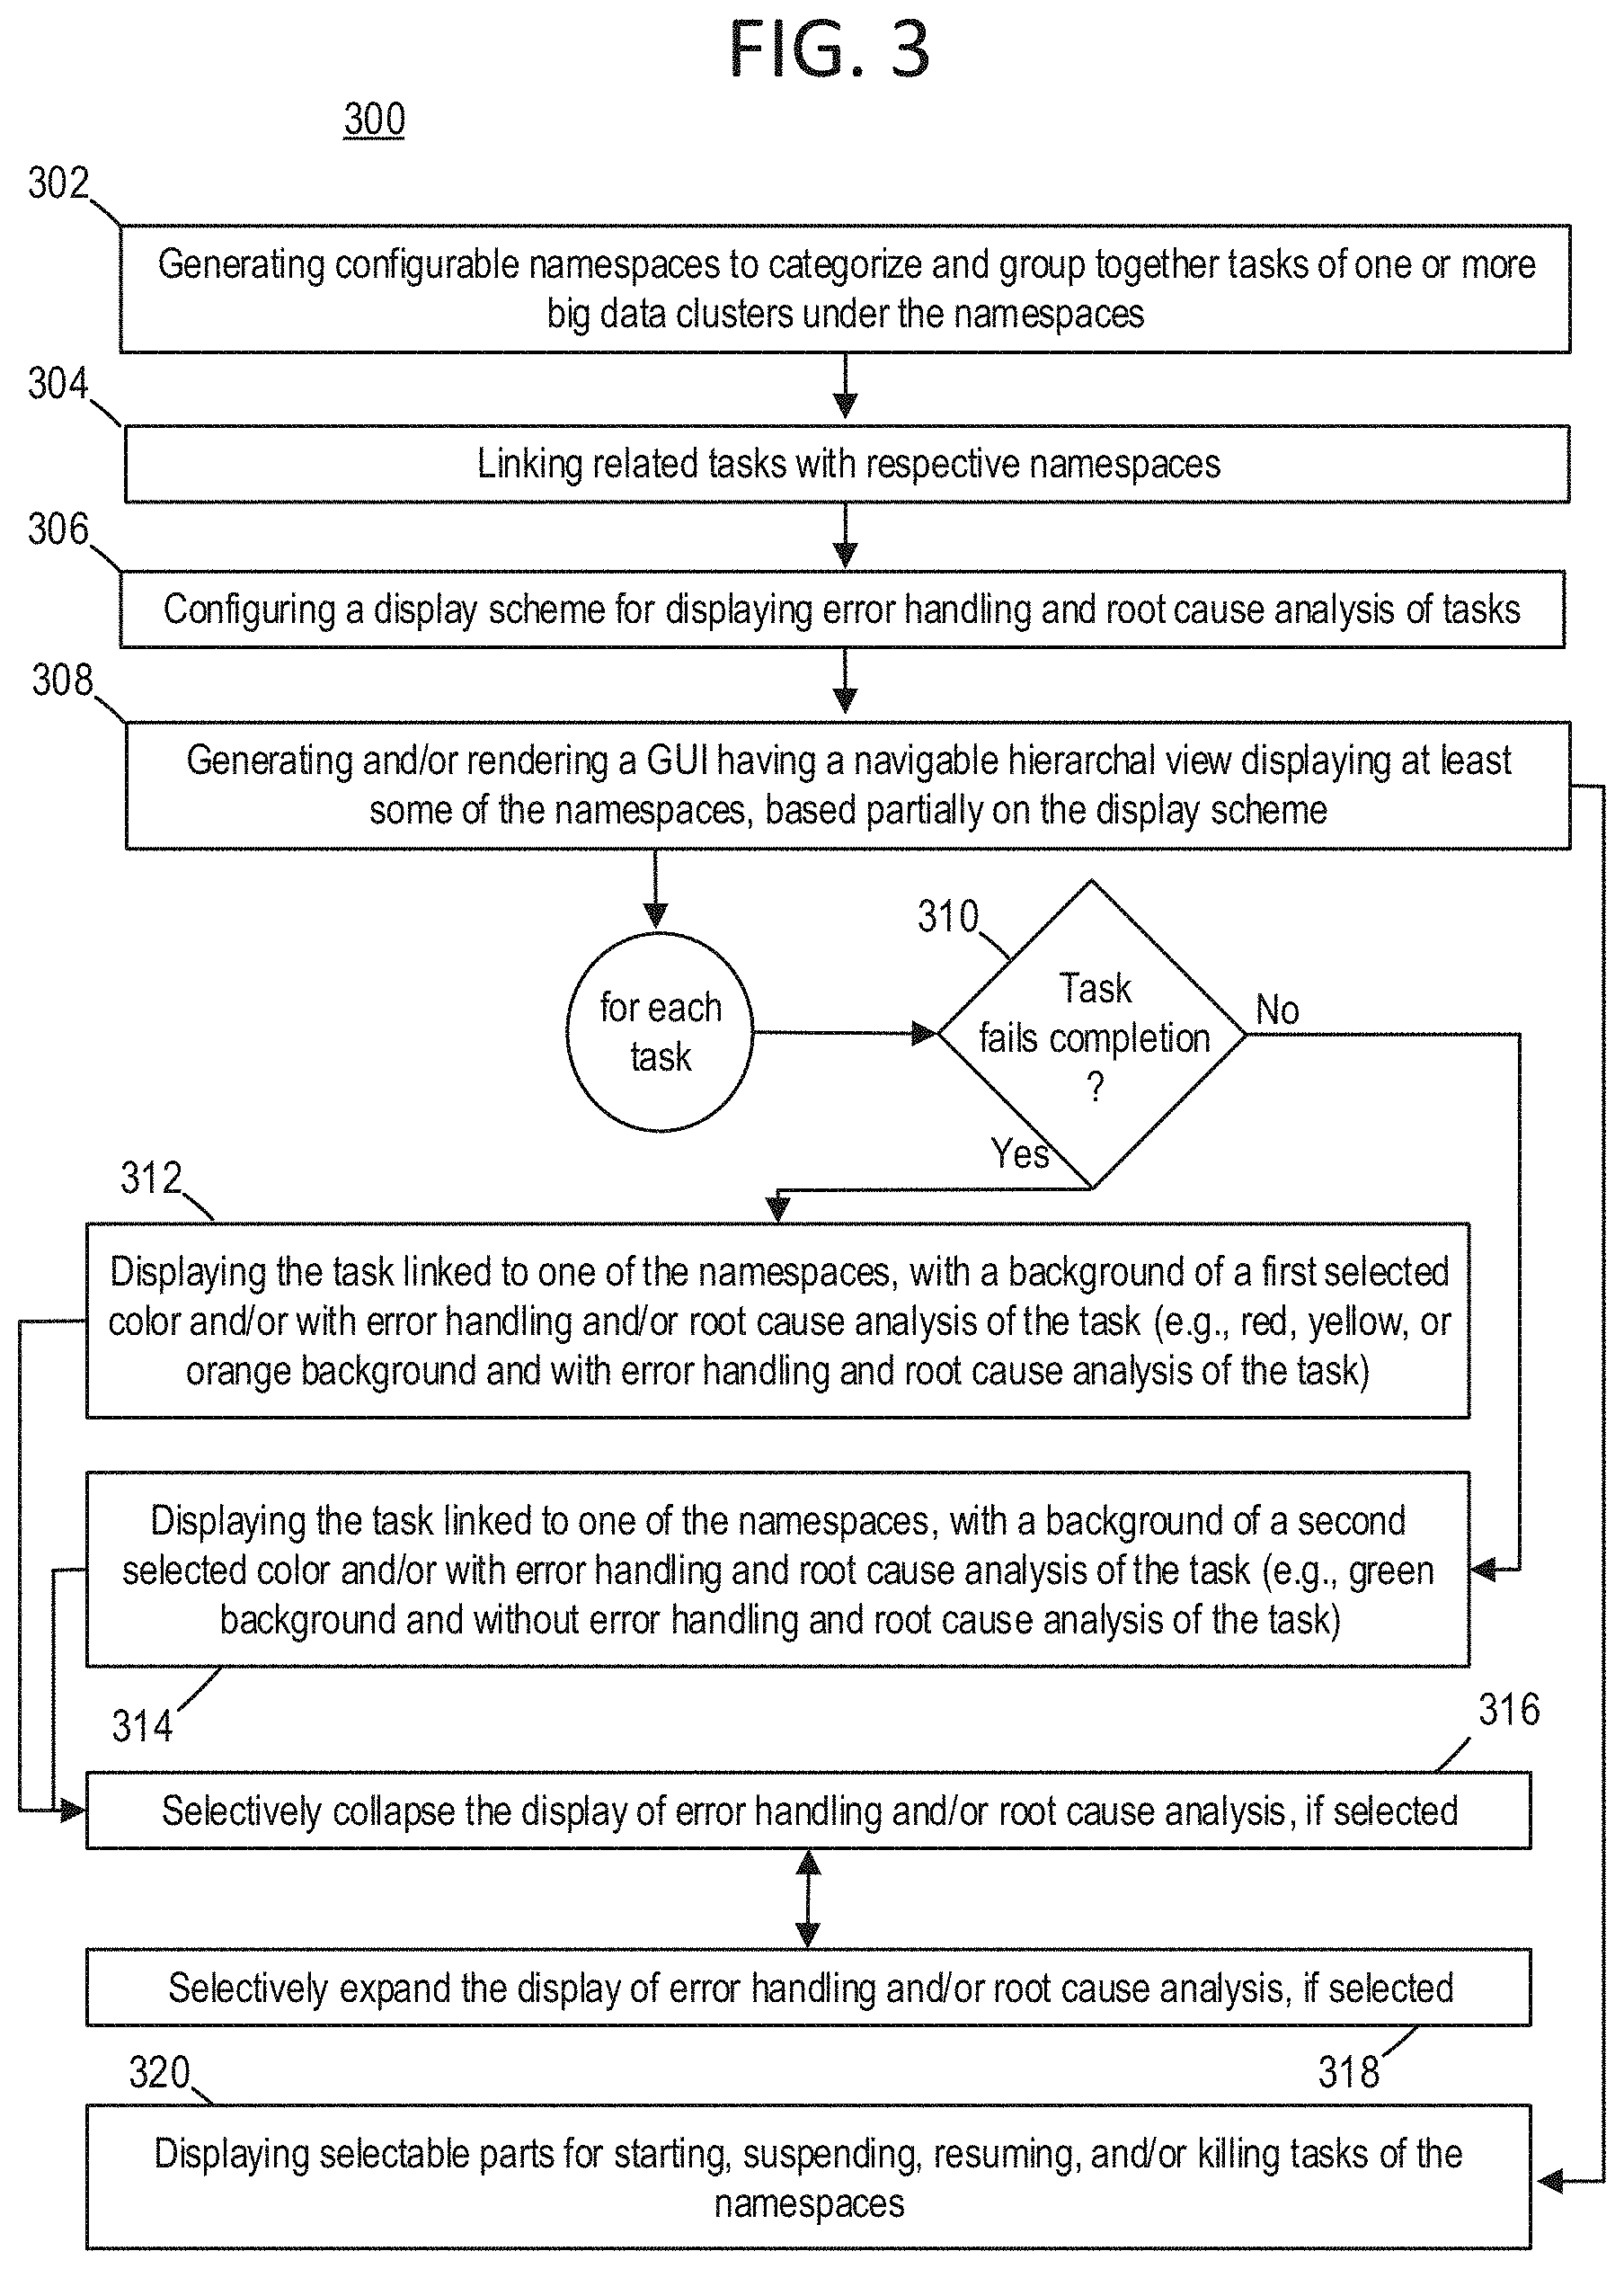 FIG. 3
300
302
Generating configurable namespaces to categorize and group together tasks of one or more
big data clusters under the namespaces
304
Linking related tasks with respective namespaces
306
Configuring a display scheme for displaying error handling and root cause analysis of tasks
308
Generating and/or rendering a GUI having a navigable hierarchal view displaying at least
some of the namespaces, based partially on the display scheme
for each
task
310
Task
fails completion
?
No
Yes
312
Displaying the task linked to one of the namespaces, with a background of a first selected
color and/or with error handling and/or root cause analysis of the task (e.g., red, yellow, or
orange background and with error handling and root cause analysis of the task)
Displaying the task linked to one of the namespaces, with a background of a second
selected color and/or with error handling and root cause analysis of the task (e.g., green
background and without error handling and root cause analysis of the task)
314
316
Selectively collapse the display of error handling and/or root cause analysis, if selected
Selectively expand the display of error handling and/or root cause analysis, if selected
318
320
Displaying selectable parts for starting, suspending, resuming, and/or killing tasks of the
namespaces